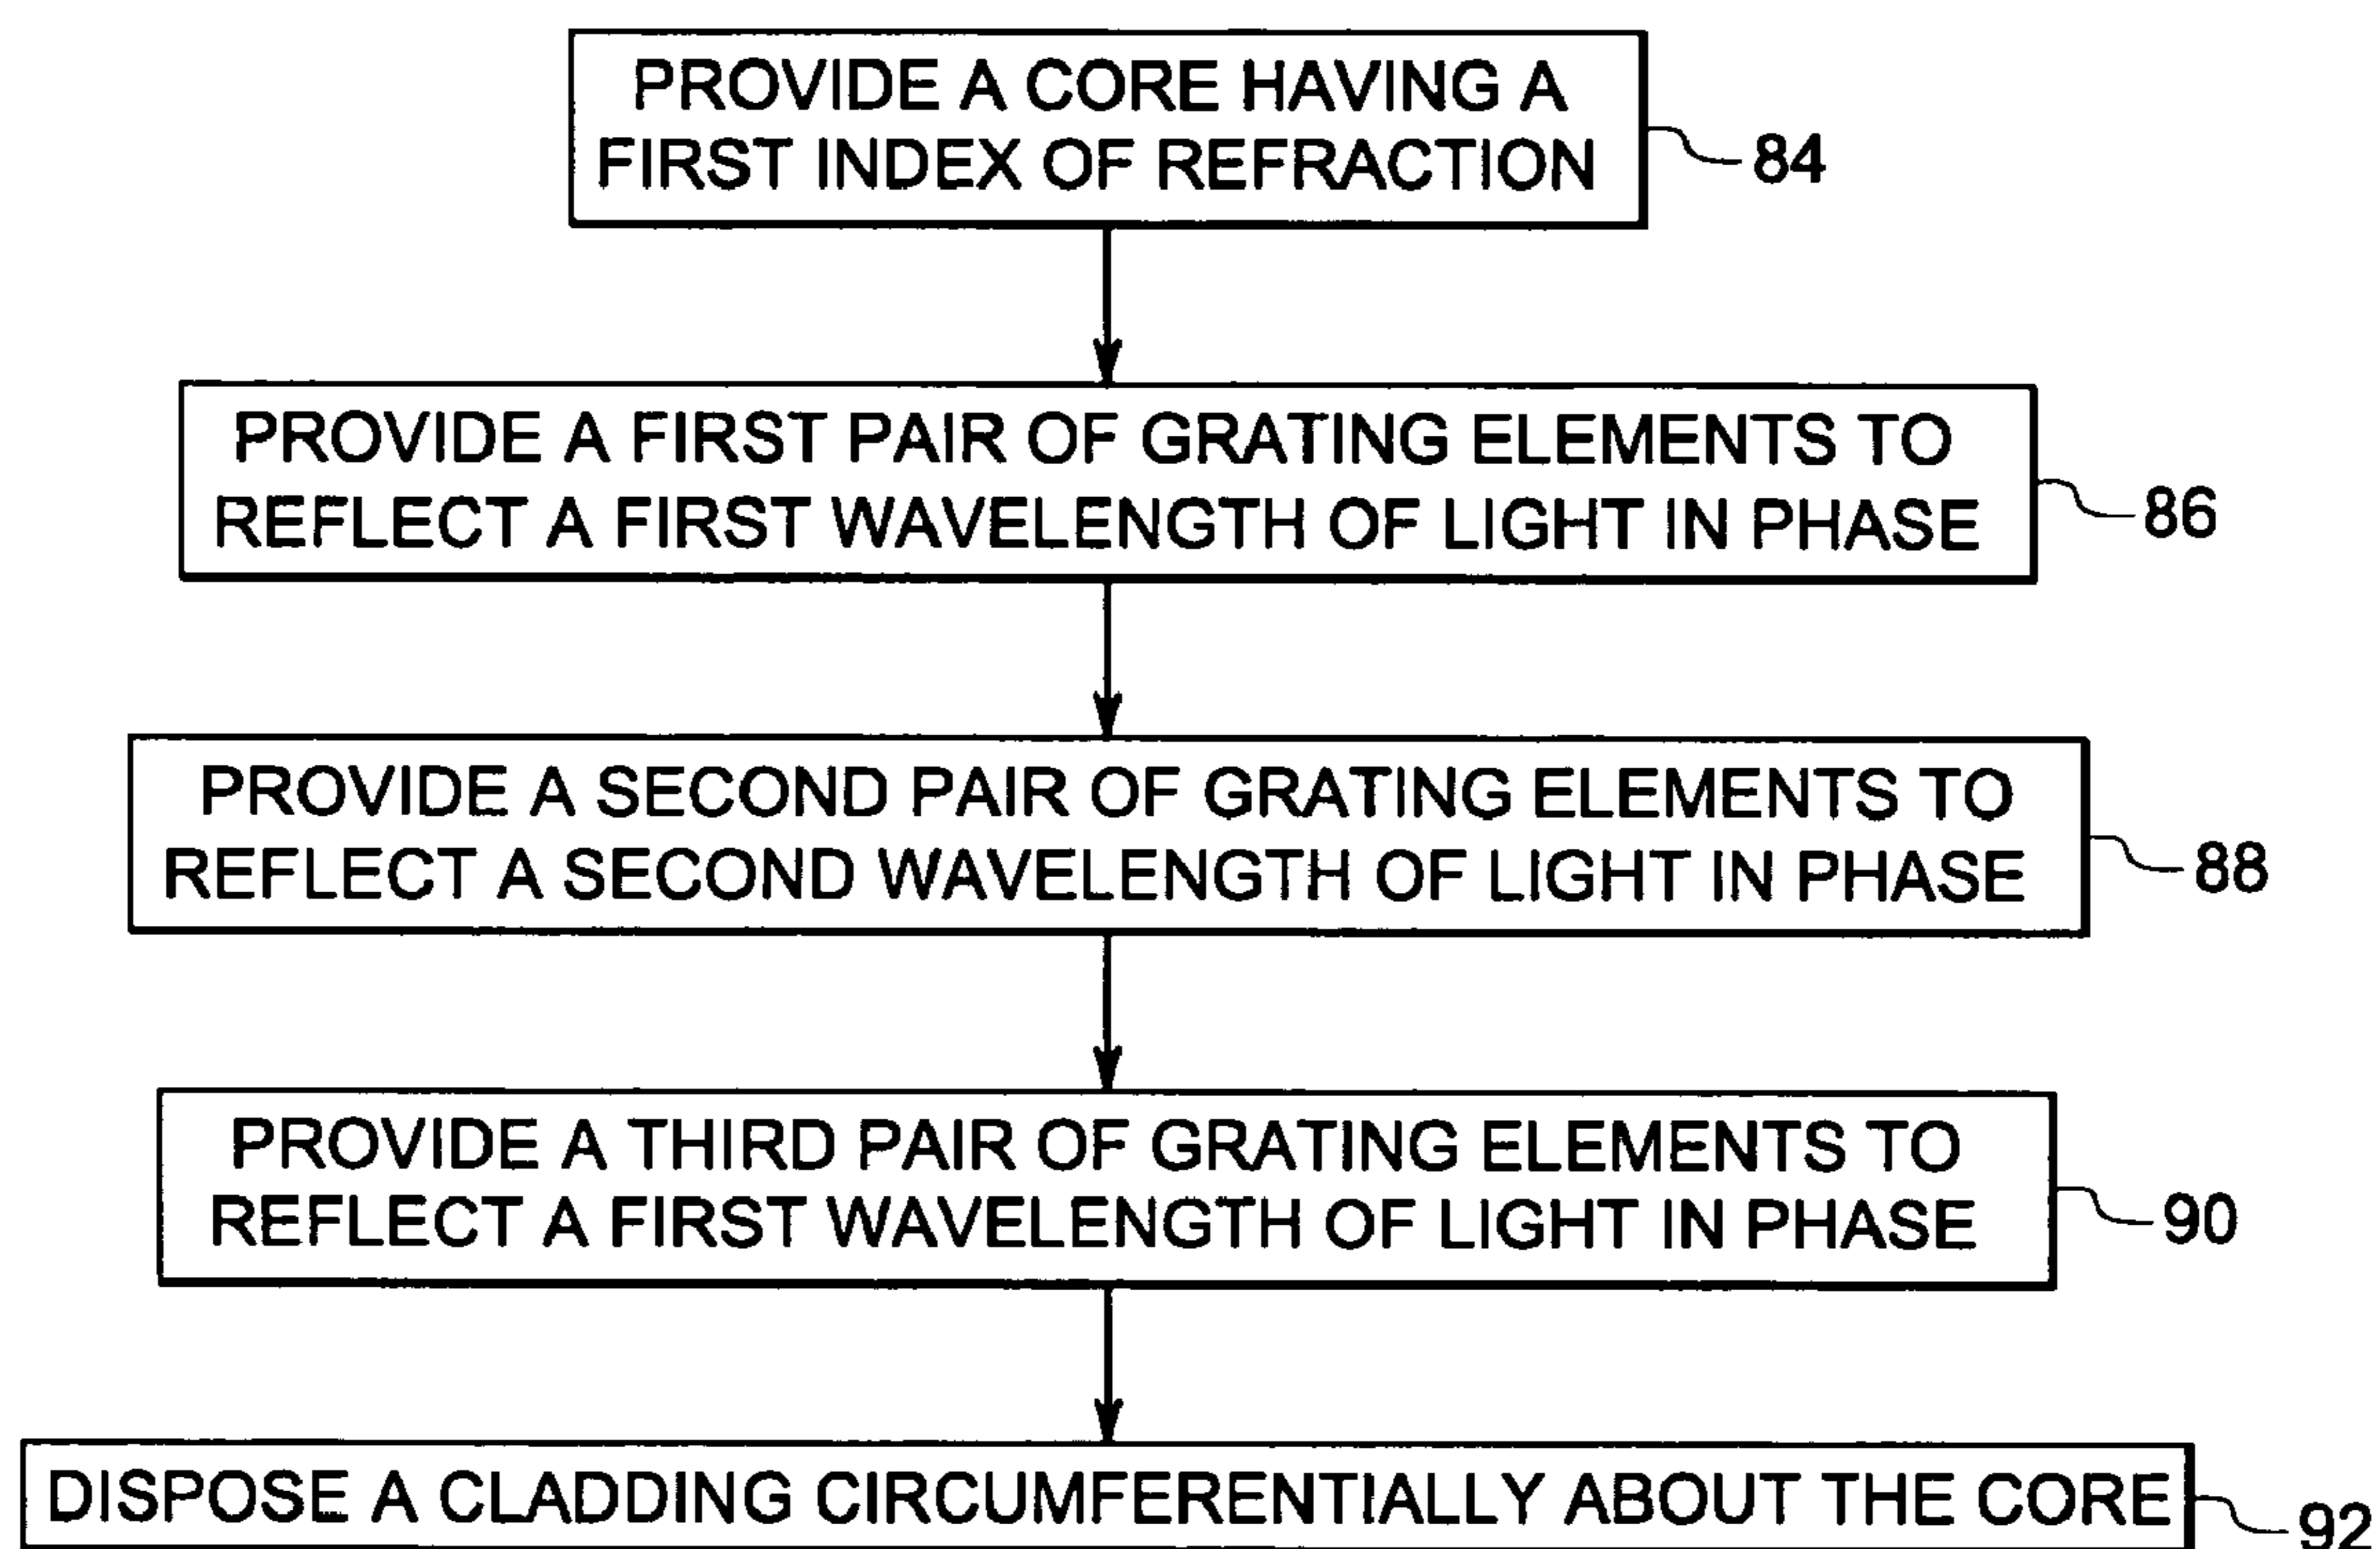 PROVIDE A CORE HAVING A
FIRST INDEX OF REFRACTION
84
PROVIDE A FIRST PAIR OF GRATING ELEMENTS TO
REFLECT A FIRST WAVELENGTH OF LIGHT IN PHASE
86
PROVIDE A SECOND PAIR OF GRATING ELEMENTS TO
REFLECT A SECOND WAVELENGTH OF LIGHT IN PHASE
88
PROVIDE A THIRD PAIR OF GRATING ELEMENTS TO
REFLECT A FIRST WAVELENGTH OF LIGHT IN PHASE
90
DISPOSE A CLADDING CIRCUMFERENTIALLY ABOUT THE CORE
92